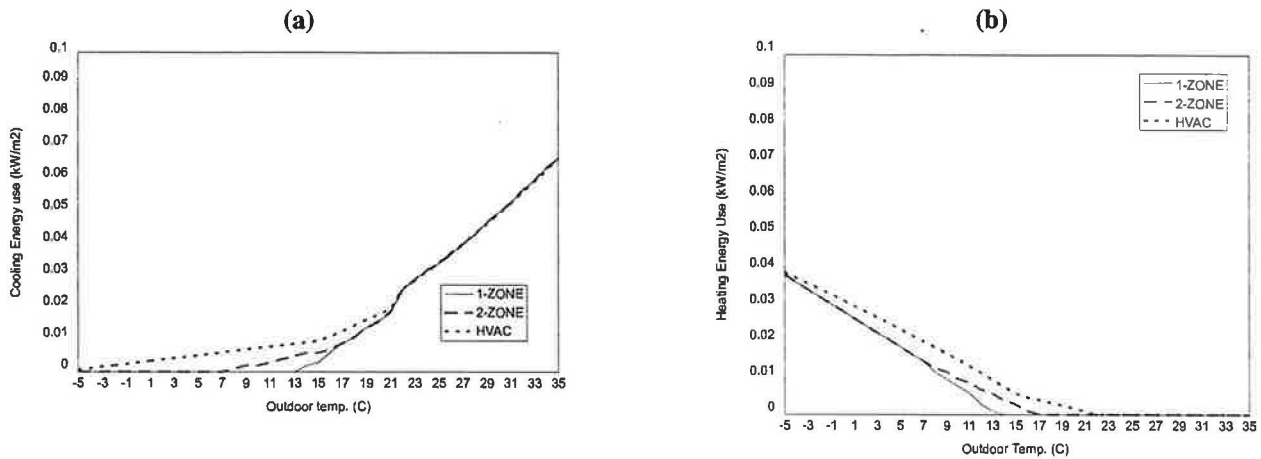 (a)
0.1
0.09
0.08
0.07
0.06
0.05
0.04
0.03
0.02
0.01
0
Cooling Energy use (kW/m2)
1-ZONE
2-ZONE
HVAC
-5 -3 -1 1 3 5 7 9 11 13 15 17 19 21 23 25 27 29 31 33 35
Outdoor temp. (C)
(b)
0.1
0.09
0.08
0.07
0.06
0.05
0.04
0.03
0.02
0.01
0
Heating Energy Use (kW/m2)
1-ZONE
2-ZONE
HVAC
-5 -3 -1 1 3 5 7 9 11 13 15 17 19 21 23 25 27 29 31 33 35
Outdoor Temp. (C)